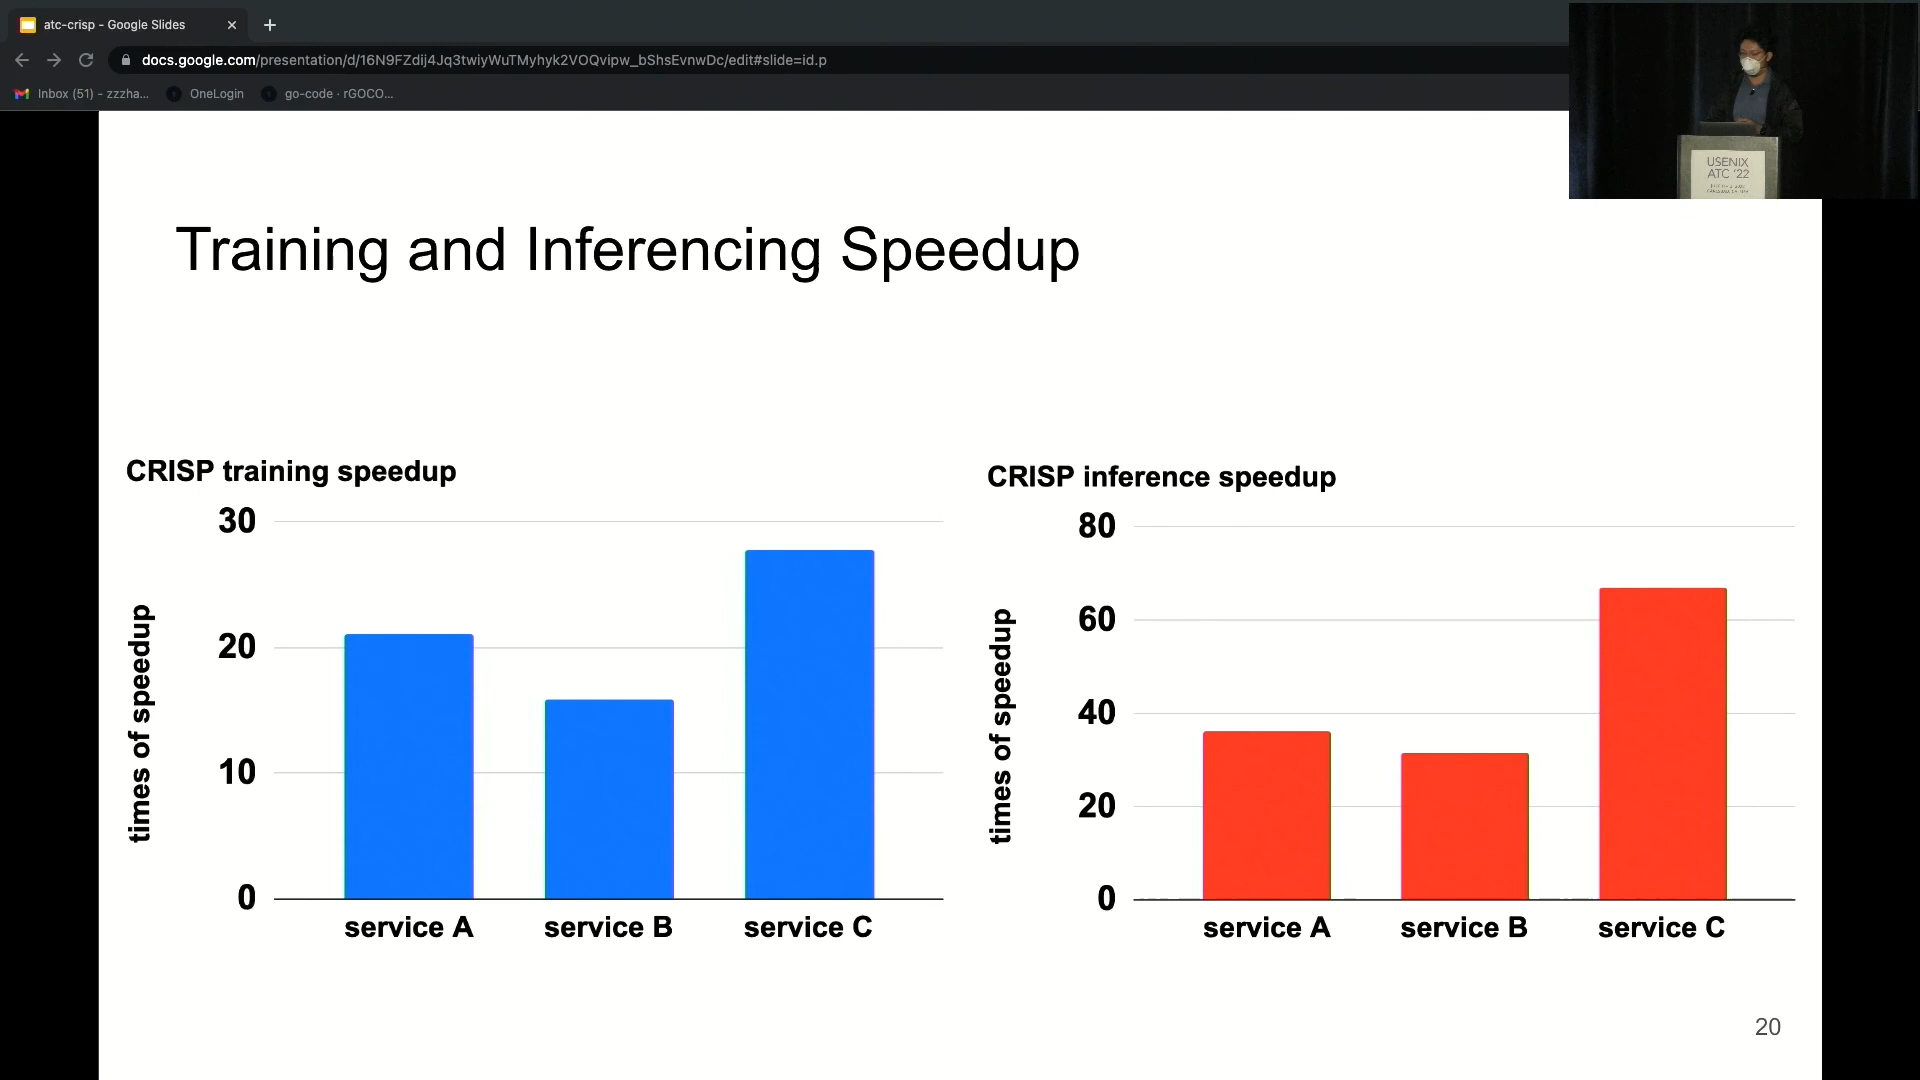 atc-crisp - Google Slides
docs.google.com/presentation/d/16N9FZdij4Jq3twiyWuTMyhyk2VOQvipw_bShsEvnwDc/edit#slide=id.p
Inbox (51) - zzzha... OneLogin go-code · rGOCO...
USENIX
ATC '22
Training and Inferencing Speedup
CRISP training speedup
30
20
10
0
times of speedup
service A service B service C
CRISP inference speedup
80
60
40
20
0
times of speedup
service A service B service C
20